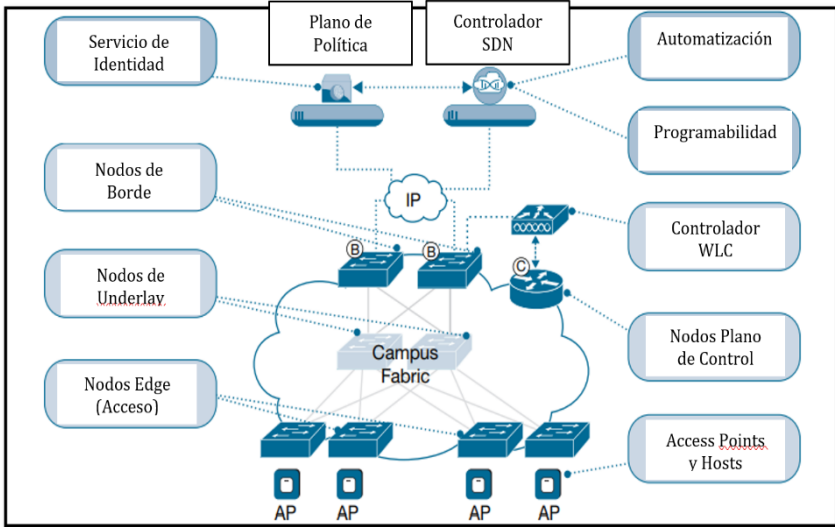 Plano de
Política
Controlador
SDN
Servicio de
Identidad
Automatización
Programabilidad
Nodos de
Borde
IP
Controlador
WLC
B
B
C
Nodos de
Underlay
Nodos Plano
de Control
Campus
Fabric
Nodos Edge
(Acceso)
Access Points
y Hosts
AP
AP
AP
AP